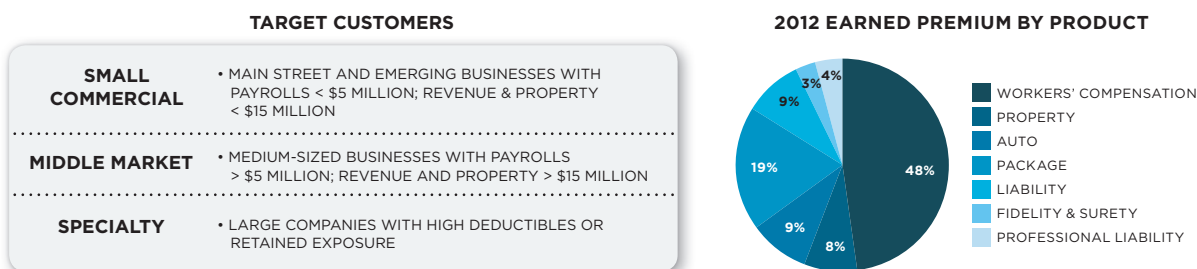 TARGET CUSTOMERS
SMALL
COMMERCIAL
• MAIN STREET AND EMERGING BUSINESSES WITH
PAYROLLS < $5 MILLION; REVENUE & PROPERTY
< $15 MILLION
MIDDLE MARKET
• MEDIUM-SIZED BUSINESSES WITH PAYROLLS
> $5 MILLION; REVENUE AND PROPERTY > $15 MILLION
SPECIALTY
• LARGE COMPANIES WITH HIGH DEDUCTIBLES OR
RETAINED EXPOSURE
2012 EARNED PREMIUM BY PRODUCT
48%
8%
9%
19%
9%
3%
4%
WORKERS' COMPENSATION
PROPERTY
AUTO
PACKAGE
LIABILITY
FIDELITY & SURETY
PROFESSIONAL LIABILITY